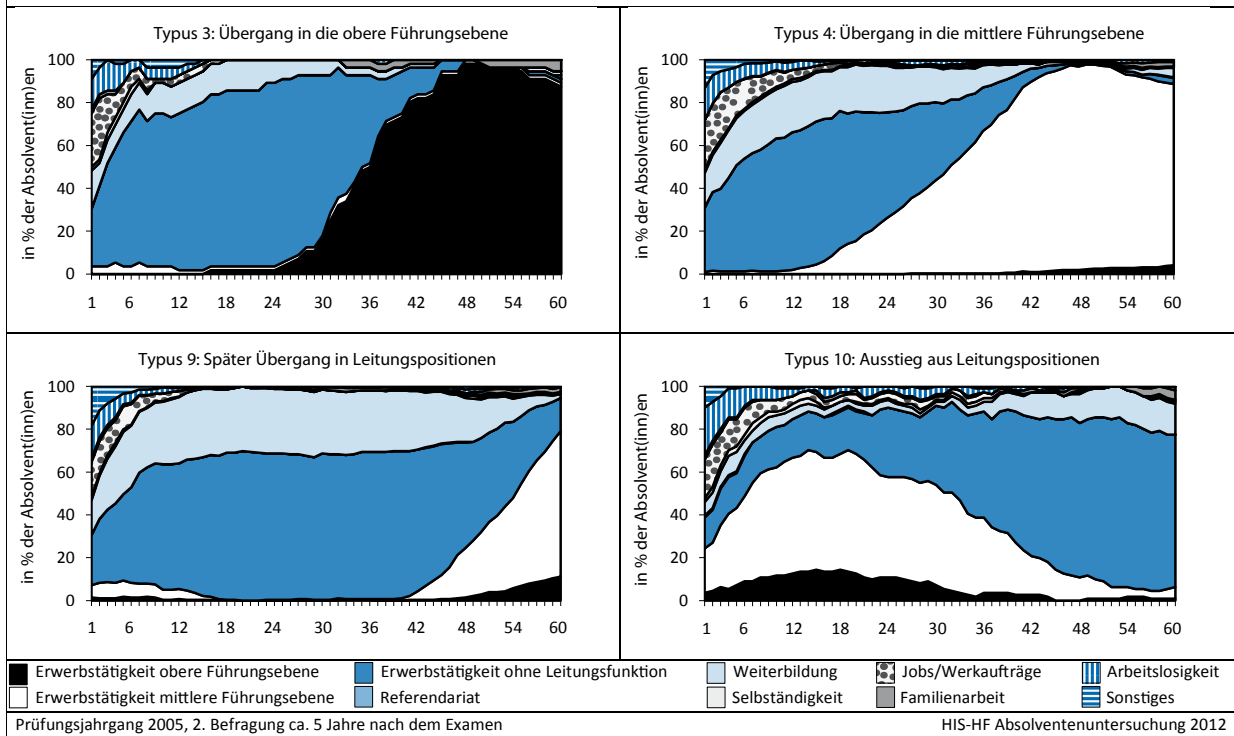 Typus 3: Übergang in die obere Führungsebene
in % der Absolvent(inn)en
100
80
60
40
20
0
1 6 12 18 24 30 36 42 48 54 60
Typus 4: Übergang in die mittlere Führungsebene
in % der Absolvent(inn)en
100
80
60
40
20
0
1 6 12 18 24 30 36 42 48 54 60
Typus 9: Später Übergang in Leitungspositionen
in % der Absolvent(inn)en
100
80
60
40
20
0
1 6 12 18 24 30 36 42 48 54 60
Typus 10: Ausstieg aus Leitungspositionen
in % der Absolvent(inn)en
100
80
60
40
20
0
1 6 12 18 24 30 36 42 48 54 60
Erwerbstätigkeit obere Führungsebene Erwerbstätigkeit ohne Leitungsfunktion Weiterbildung Jobs/Werkaufträge Arbeitslosigkeit
Erwerbstätigkeit mittlere Führungsebene Referendariat Selbständigkeit Familienarbeit Sonstiges
Prüfungsjahrgang 2005, 2. Befragung ca. 5 Jahre nach dem Examen HIS-HF Absolventenuntersuchung 2012